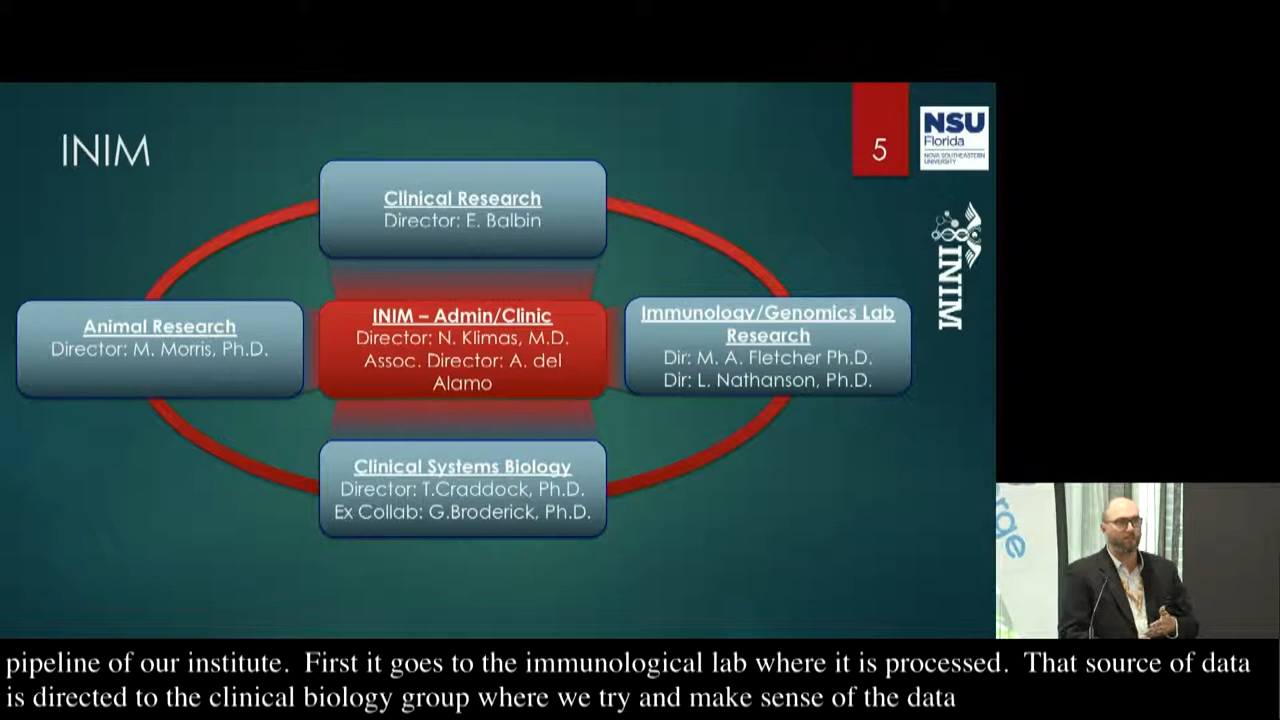 INIM
5
NSU
Florida
NOVA SOUTHEASTERN
UNIVERSITY
INIM
Clinical Research
Director: E. Balbin
Animal Research
Director: M. Morris, Ph.D.
INIM – Admin/Clinic
Director: N. Klimas, M.D.
Assoc. Director: A. del
Alamo
Immunology/Genomics Lab
Research
Dir: M. A. Fletcher Ph.D.
Dir: L. Nathanson, Ph.D.
Clinical Systems Biology
Director: T.Craddock, Ph.D.
Ex Collab: G.Broderick, Ph.D.
rge
pipeline of our institute. First it goes to the immunological lab where it is processed. That source of data
is directed to the clinical biology group where we try and make sense of the data